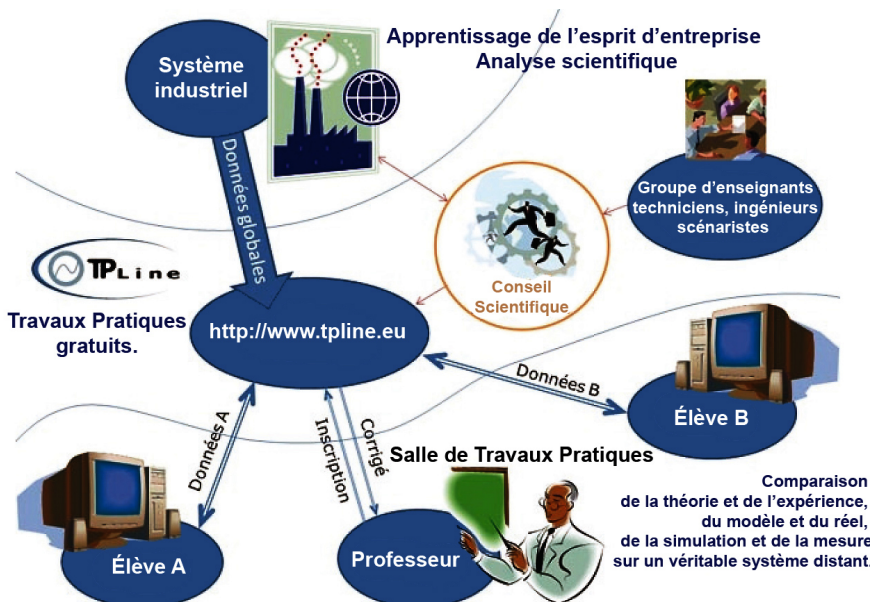 Système
industriel
Apprentissage de l'esprit d'entreprise
Analyse scientifique
Données globales
Groupe d'enseignants
techniciens, ingénieurs
scénaristes
Conseil
Scientifique
TPLine
Travaux Pratiques
gratuits.
http://www.tpline.eu
Données B
Élève B
Données A
Inscription
Corrigé
Salle de Travaux Pratiques
Élève A
Professeur
Comparaison
de la théorie et de l'expérience,
du modèle et du réel,
de la simulation et de la mesure
sur un véritable système distant.